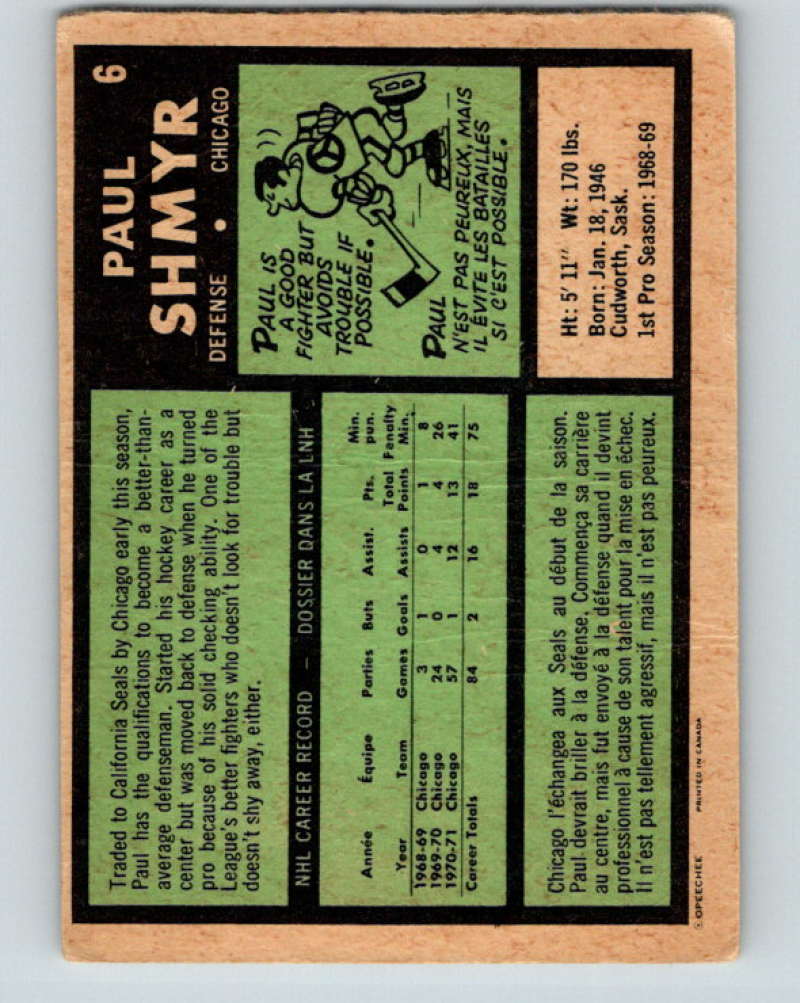 6
PAUL
SHMYR
DEFENSE • CHICAGO
Traded to California Seals by Chicago early this season,
Paul has the qualifications to become a better-than-
average defenseman. Started his hockey career as a
center but was moved back to defense when he turned
pro because of his solid checking ability. One of the
League's better fighters who doesn't look for trouble but
doesn't shy away, either.
PAUL IS
A GOOD
FIGHTER BUT
AVOIDS
TROUBLE IF
POSSIBLE.
PAUL
N'EST PAS PEUREUX, MAIS
IL ÉVITE LES BATAILLES
SI C'EST POSSIBLE.
NHL CAREER RECORD – DOSSIER DANS LA LNH
Année Équipe Parties Buts Assist. Pts. Min. pun.
Year Team Games Goals Assists Total Points Penalty Min.
1968-69 Chicago 3 1 0 1 8
1969-70 Chicago 24 0 4 4 26
1970-71 Chicago 57 1 12 13 41
Career Totals 84 2 16 18 75
Ht: 5' 11" Wt: 170 lbs.
Born: Jan. 18, 1946
Cudworth, Sask.
1st Pro Season: 1968-69
Chicago l'échangea aux Seals au début de la saison.
Paul devrait briller à la défense. Commença sa carrière
au centre, mais fut envoyé à la défense quand il devint
professionnel à cause de son talent pour la mise en échec.
Il n'est pas tellement agressif, mais il n'est pas peureux.
© OPEECHEE PRINTED IN CANADA